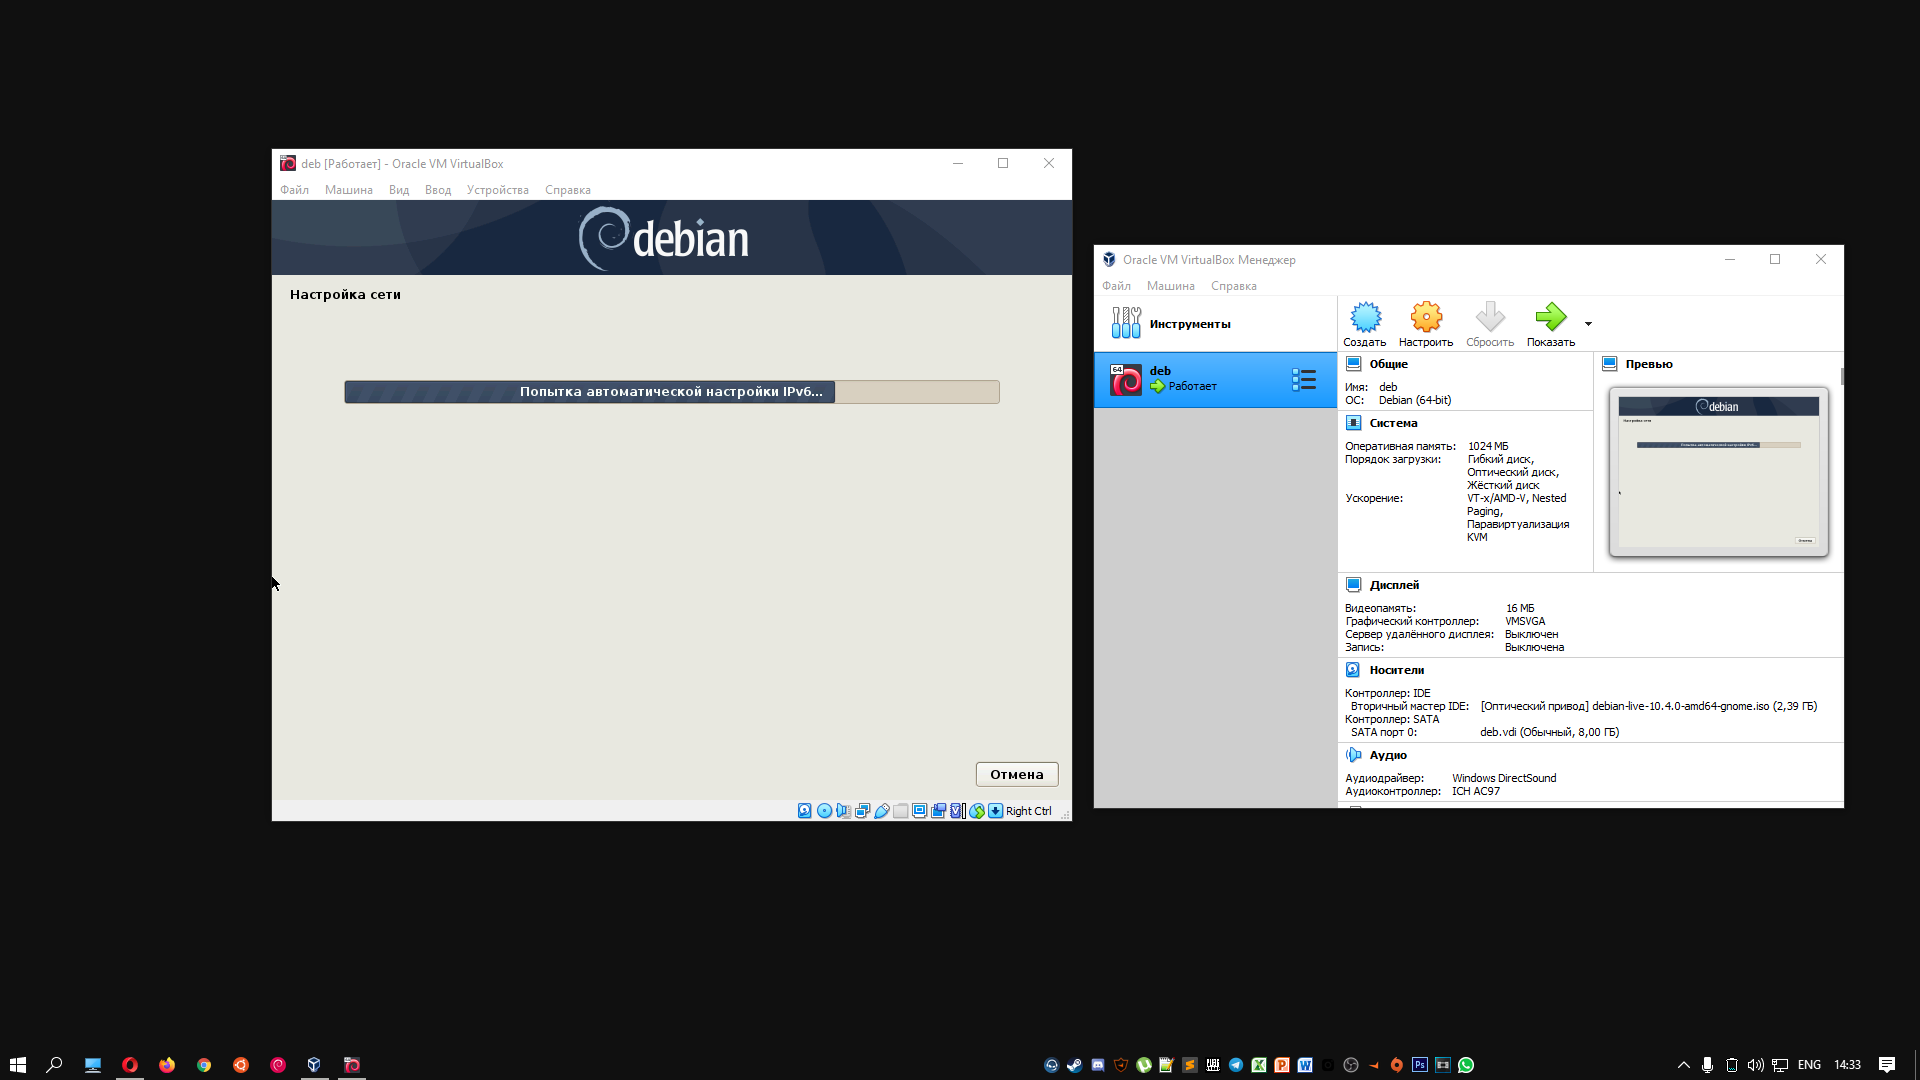 deb [Работает] - Oracle VM VirtualBox
Файл Машина Вид Ввод Устройства Справка
debian
Настройка сети
Попытка автоматической настройки IPv6...
Отмена
Right Ctrl
Oracle VM VirtualBox Менеджер
Файл Машина Справка
Инструменты
Создать Настроить Сбросить Показать
64
deb
Работает
Общие
Имя: deb
ОС: Debian (64-bit)
Система
Оперативная память: 1024 МБ
Порядок загрузки: Гибкий диск,
Оптический диск,
Жёсткий диск
Ускорение: VT-x/AMD-V, Nested
Paging,
Паравиртуализация
KVM
Превью
debian
Дисплей
Видеопамять: 16 МБ
Графический контроллер: VMSVGA
Сервер удалённого дисплея: Выключен
Запись: Выключена
Носители
Контроллер: IDE
Вторичный мастер IDE: [Оптический привод] debian-live-10.4.0-amd64-gnome.iso (2,39 ГБ)
Контроллер: SATA
SATA порт 0: deb.vdi (Обычный, 8,00 ГБ)
Аудио
Аудиодрайвер: Windows DirectSound
Аудиоконтроллер: ICH AC97
ENG 14:33